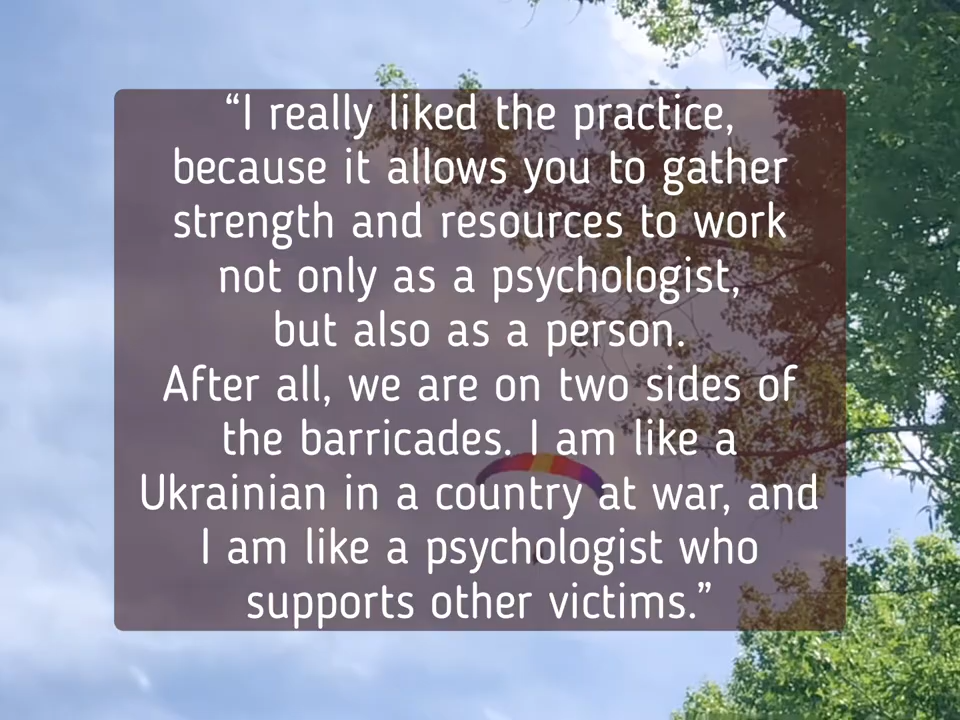 “I really liked the practice,
because it allows you to gather
strength and resources to work
not only as a psychologist,
but also as a person.
After all, we are on two sides of
the barricades. I am like a
Ukrainian in a country at war, and
I am like a psychologist who
supports other victims.”